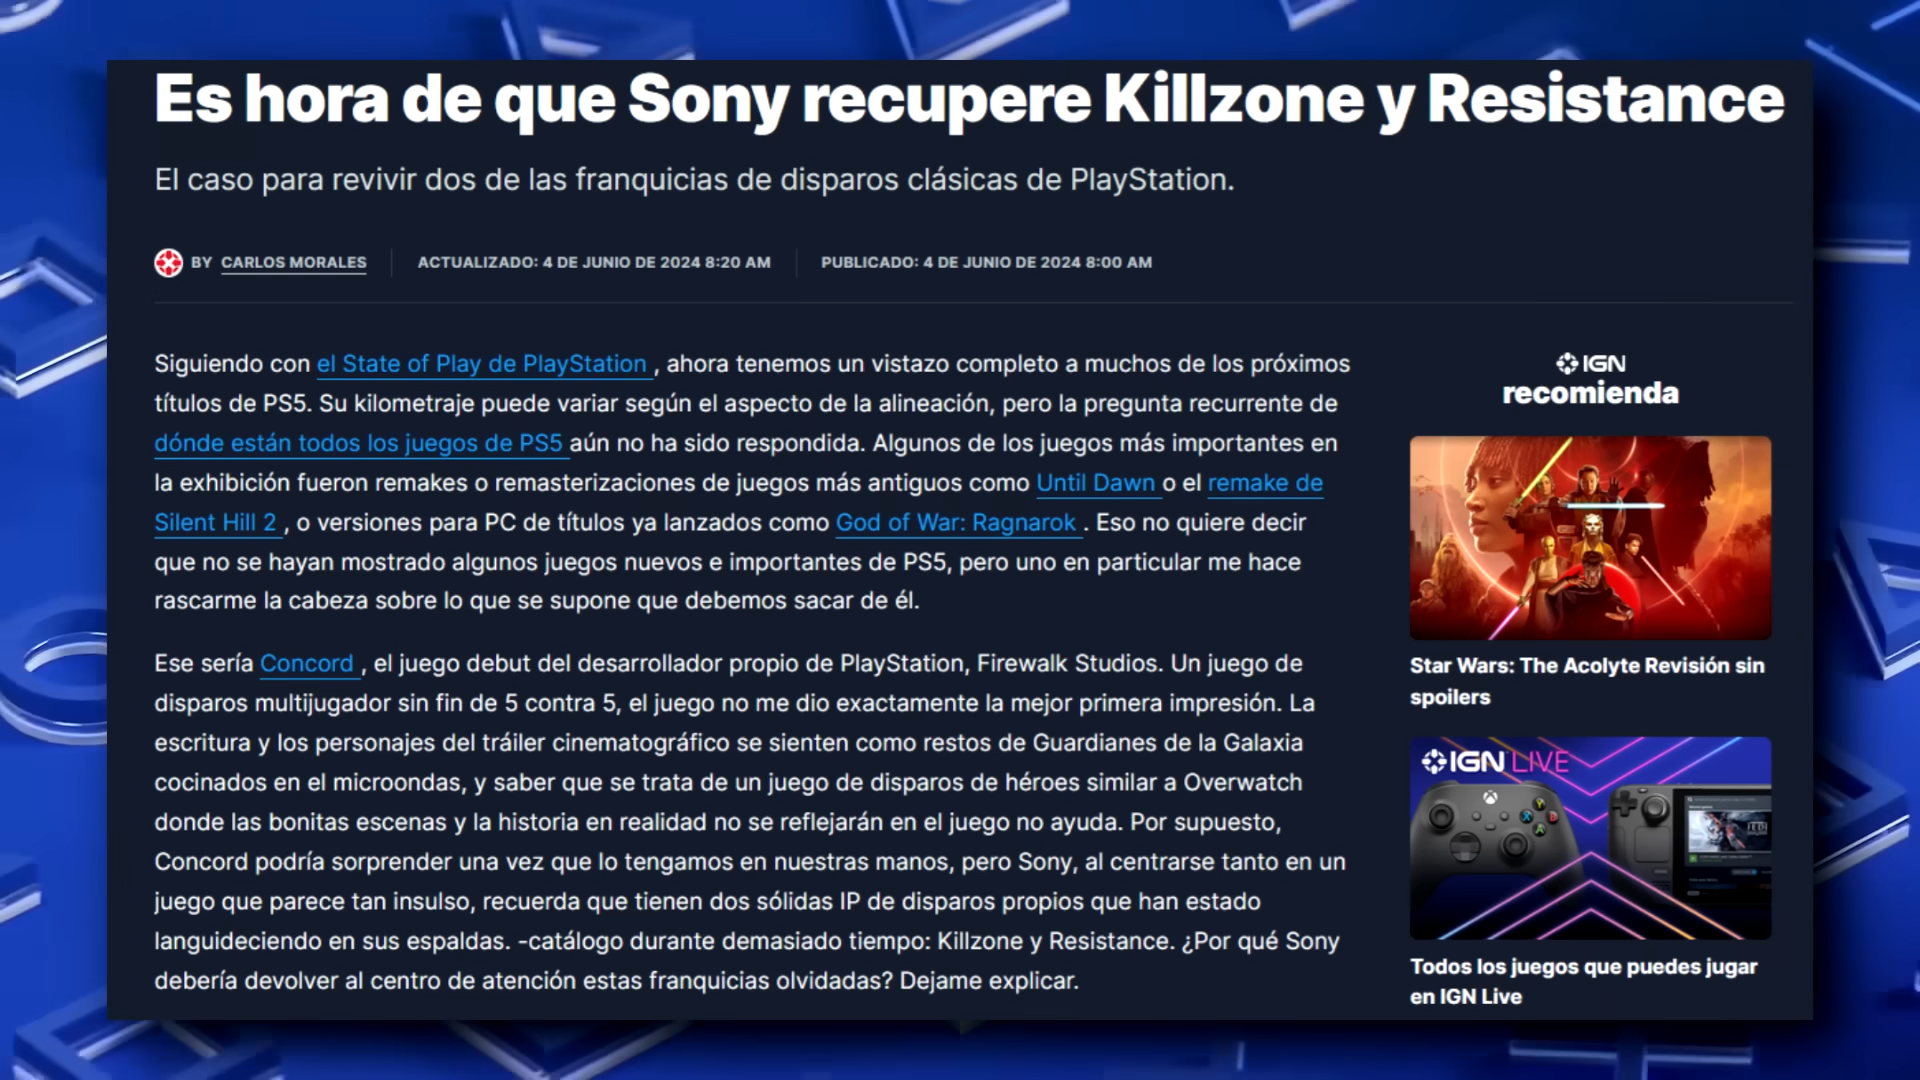 Es hora de que Sony recupere Killzone y Resistance
El caso para revivir dos de las franquicias de disparos clásicas de PlayStation.
BY CARLOS MORALES
ACTUALIZADO: 4 DE JUNIO DE 2024 8:20 AM
PUBLICADO: 4 DE JUNIO DE 2024 8:00 AM
Siguiendo con el State of Play de PlayStation , ahora tenemos un vistazo completo a muchos de los próximos
títulos de PS5. Su kilometraje puede variar según el aspecto de la alineación, pero la pregunta recurrente de
dónde están todos los juegos de PS5 aún no ha sido respondida. Algunos de los juegos más importantes en
la exhibición fueron remakes o remasterizaciones de juegos más antiguos como Until Dawn o el remake de
Silent Hill 2 , o versiones para PC de títulos ya lanzados como God of War: Ragnarok . Eso no quiere decir
que no se hayan mostrado algunos juegos nuevos e importantes de PS5, pero uno en particular me hace
rascarme la cabeza sobre lo que se supone que debemos sacar de él.
Ese sería Concord , el juego debut del desarrollador propio de PlayStation, Firewalk Studios. Un juego de
disparos multijugador sin fin de 5 contra 5, el juego no me dio exactamente la mejor primera impresión. La
escritura y los personajes del tráiler cinematográfico se sienten como restos de Guardianes de la Galaxia
cocinados en el microondas, y saber que se trata de un juego de disparos de héroes similar a Overwatch
donde las bonitas escenas y la historia en realidad no se reflejarán en el juego no ayuda. Por supuesto,
Concord podría sorprender una vez que lo tengamos en nuestras manos, pero Sony, al centrarse tanto en un
juego que parece tan insulso, recuerda que tienen dos sólidas IP de disparos propios que han estado
languideciendo en sus espaldas. -catálogo durante demasiado tiempo: Killzone y Resistance. ¿Por qué Sony
debería devolver al centro de atención estas franquicias olvidadas? Dejame explicar.
IGN
recomienda
Star Wars: The Acolyte Revisión sin
spoilers
IGN LIVE
Todos los juegos que puedes jugar
en IGN Live